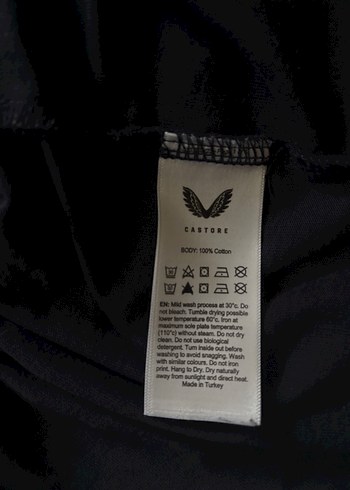 CASTORE
BODY: 100% Cotton
EN: Mild wash process at 30°c. Do
not bleach. Tumble drying possible
lower temperature 60°c. Iron at
maximum sole plate temperature
(110°c) without steam. Do not dry
clean. Do not use biological
detergent. Turn inside out before
washing to avoid snagging. Wash
with similar colours. Do not iron
print. Hang to Dry. Dry naturally
away from sunlight and direct heat.
Made in Turkey